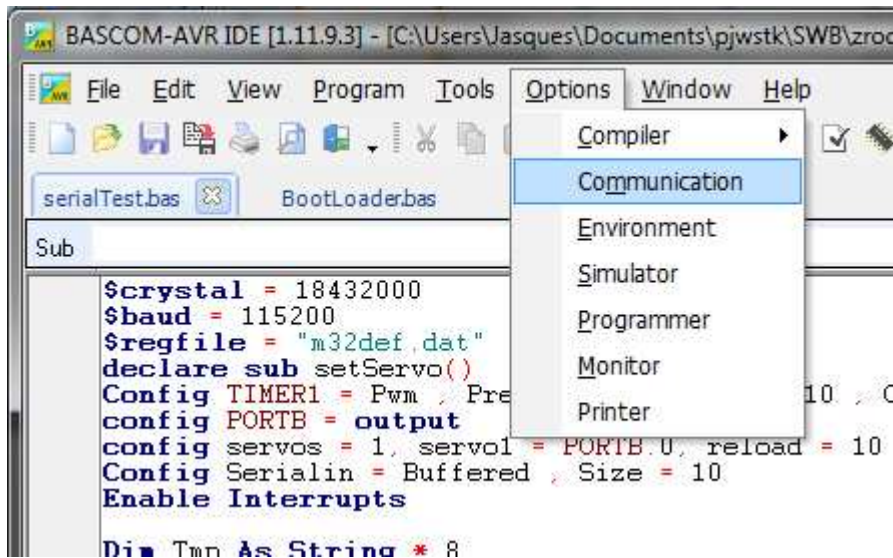 BASCOM-AVR IDE [1.11.9.3] - [C:\Users\Jasques\Documents\pjwstk\SWB\zroc
File Edit View Program Tools Options Window Help
Compiler
Communication
Environment
Simulator
Programmer
Monitor
Printer
serialTest.bas BootLoader.bas
Sub
$crystal = 18432000
$baud = 115200
$regfile = "m32def.dat"
declare sub setServo()
Config TIMER1 = Pwm , Pre 10 , C
config PORTB = output
config servos = 1, servo1 = PORTB.0, reload = 10
Config Serialin = Buffered , Size = 10
Enable Interrupts
Dim Tmp As String * 8